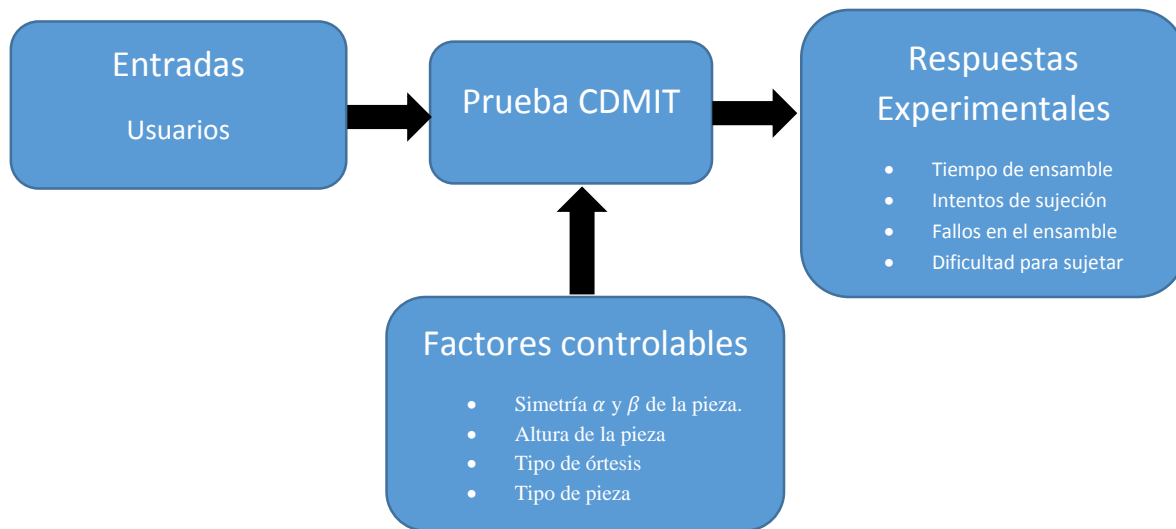 Entradas
Usuarios
Prueba CDMIT
Respuestas
Experimentales
• Tiempo de ensamble
• Intentos de sujeción
• Fallos en el ensamble
• Dificultad para sujetar
Factores controlables
• Simetría α y β de la pieza.
• Altura de la pieza
• Tipo de órtesis
• Tipo de pieza